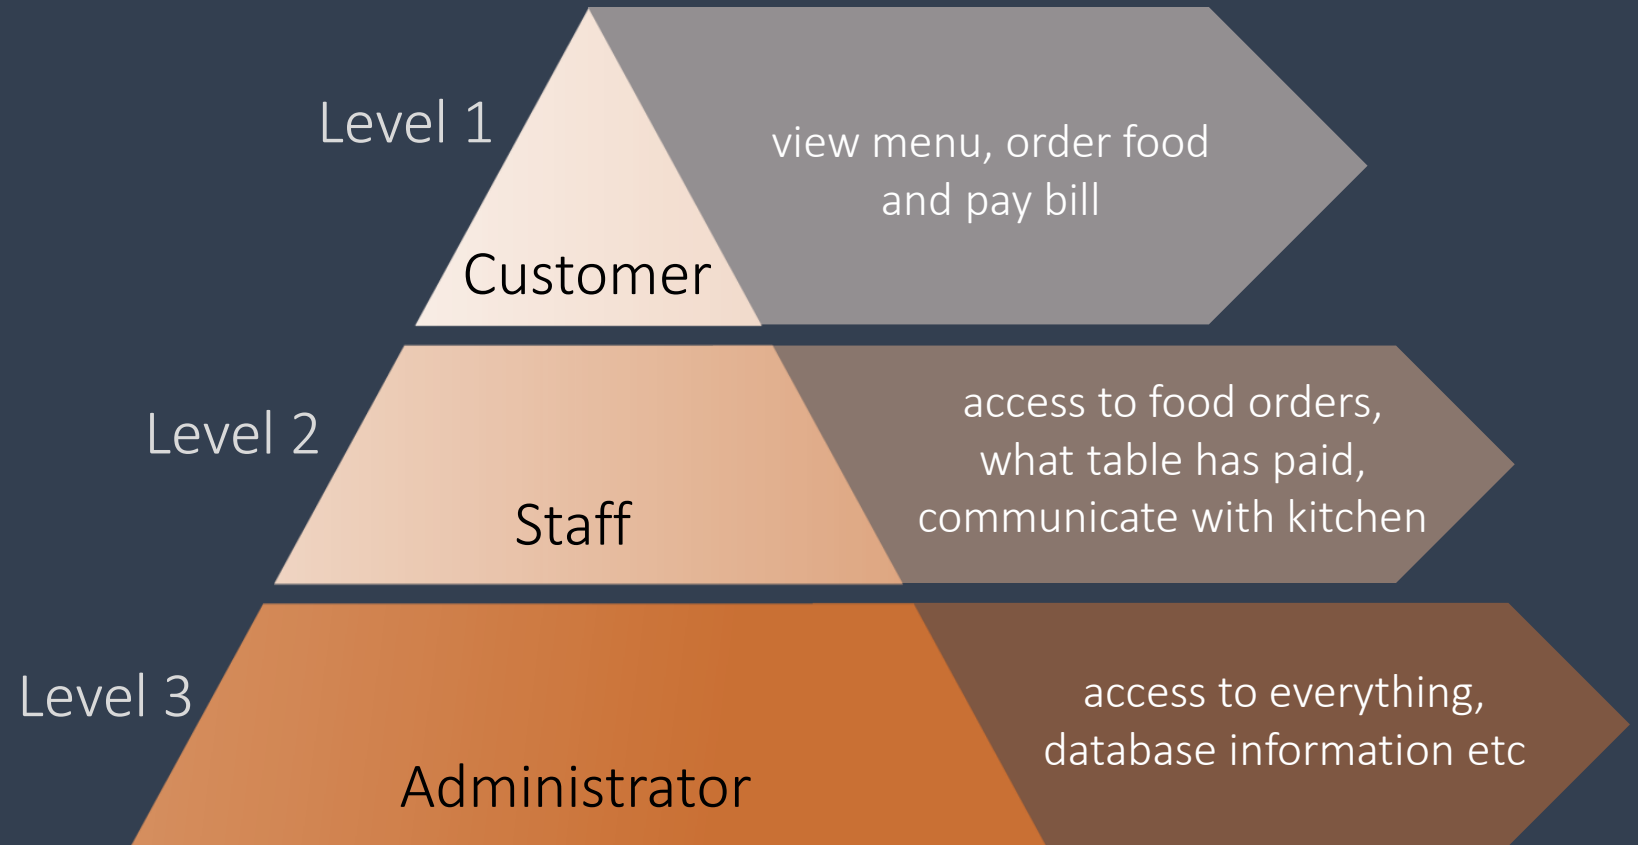 Level 1
view menu, order food
and pay bill
Customer
Level 2
access to food orders,
what table has paid,
communicate with kitchen
Staff
Level 3
access to everything,
database information etc
Administrator